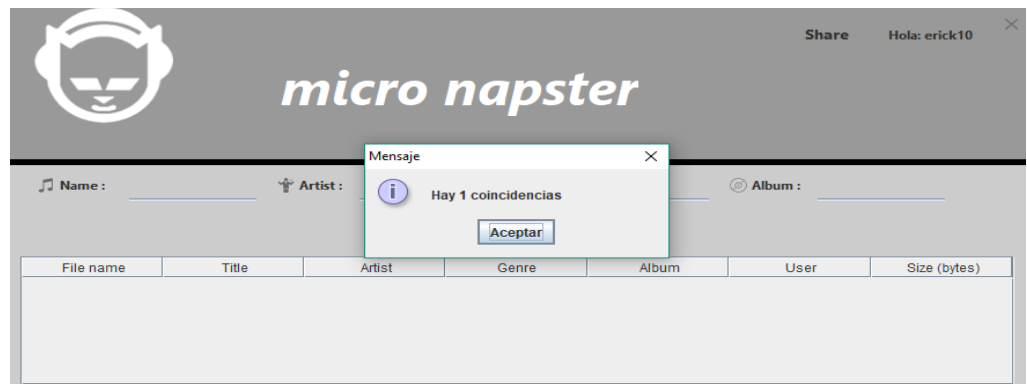 Share Hola: erick10
micro napster
Mensaje
Hay 1 coincidencias
Aceptar
Name : Artist : Album :
File name Title Artist Genre Album User Size (bytes)